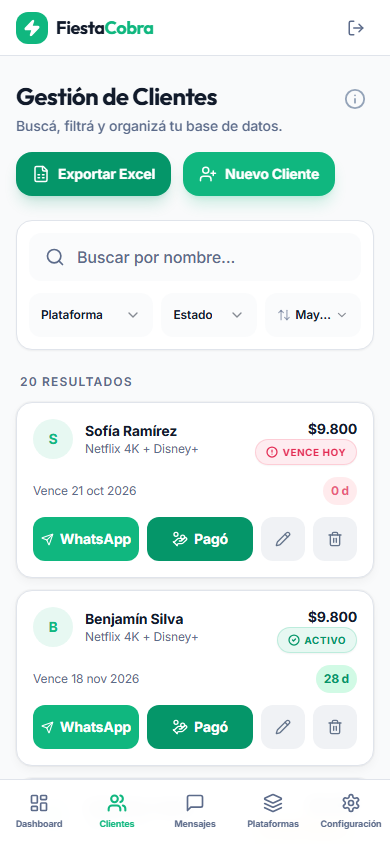 FiestaCobra
Gestión de Clientes
Buscá, filtrá y organizá tu base de datos.
Exportar Excel
Nuevo Cliente
Buscar por nombre...
Plataforma
Estado
May...
20 RESULTADOS
S
Sofía Ramírez
Netflix 4K + Disney+
$9.800
VENCE HOY
Vence 21 oct 2026
0 d
WhatsApp
Pagó
B
Benjamín Silva
Netflix 4K + Disney+
$9.800
ACTIVO
Vence 18 nov 2026
28 d
WhatsApp
Pagó
Dashboard
Clientes
Mensajes
Plataformas
Configuración